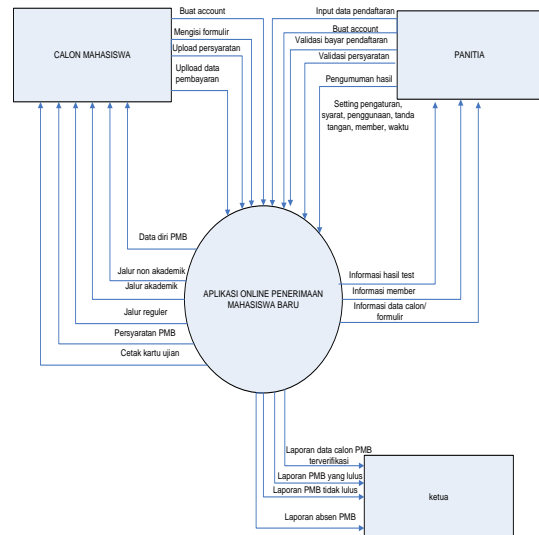 Buat account
Mengisi formulir
Upload persyaratan
Uplload data
pembayaran
CALON MAHASISWA
Input data pendaftaran
Buat account
Validasi bayar pendaftaran
Validasi persyaratan
Pengumuman hasil
Setting pengaturan,
syarat, penggunaan, tanda
tangan, member, waktu
PANITIA
Data diri PMB
Jalur non akademik
Jalur akademik
Jalur reguler
Persyaratan PMB
Cetak kartu ujian
APLIKASI ONLINE PENERIMAAN
MAHASISWA BARU
Informasi hasil test
Informasi member
Informasi data calon/
formulir
Laporan data calon PMB
terverifikasi
Laporan PMB yang lulus
Laporan PMB tidak lulus
Laporan absen PMB
ketua